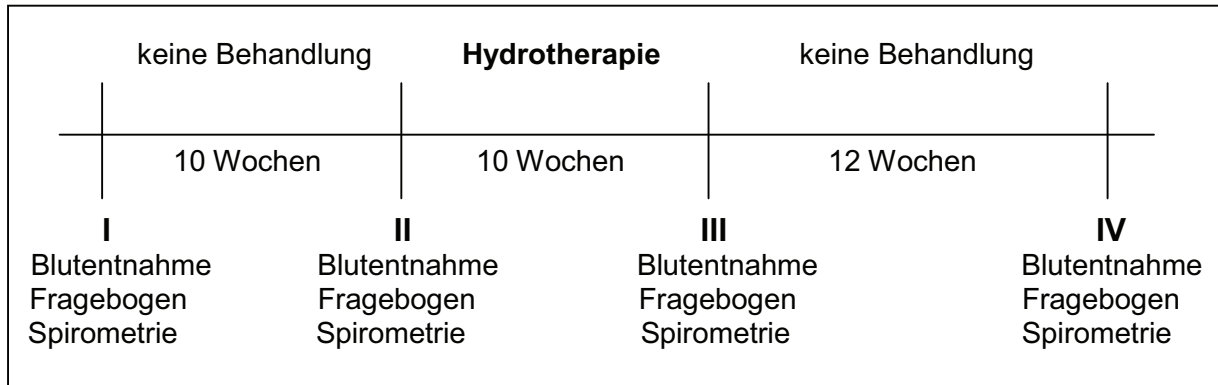 keine Behandlung Hydrotherapie keine Behandlung
10 Wochen 10 Wochen 12 Wochen
I II III IV
Blutentnahme Blutentnahme Blutentnahme Blutentnahme
Fragebogen Fragebogen Fragebogen Fragebogen
Spirometrie Spirometrie Spirometrie Spirometrie